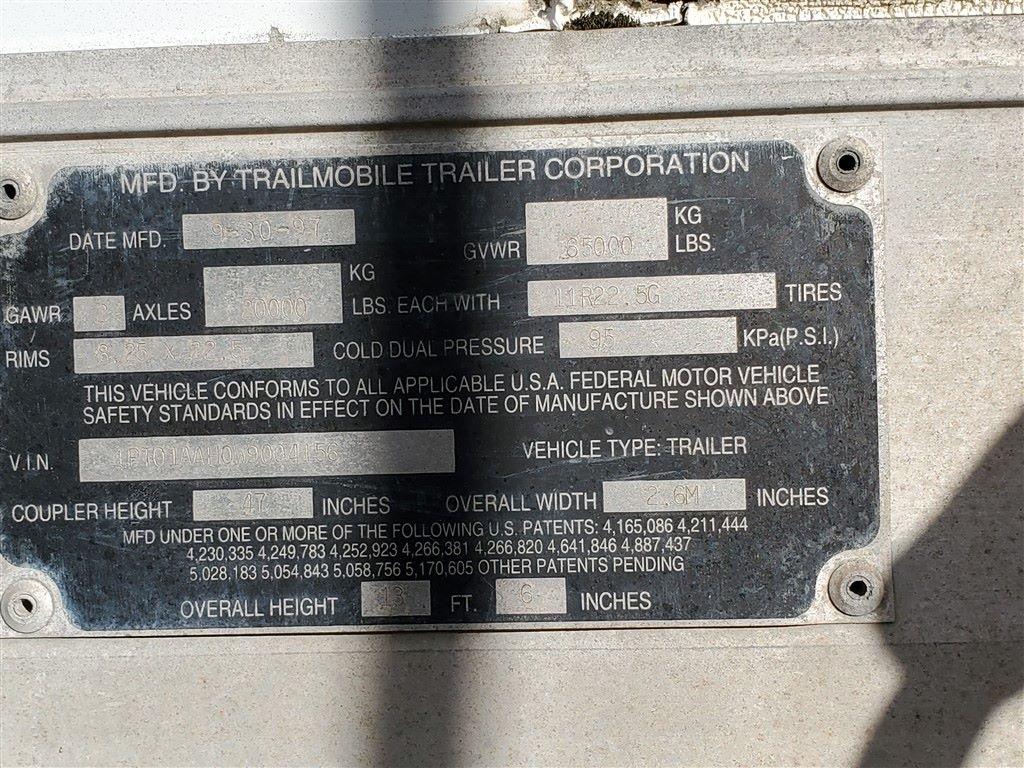 MFD. BY TRAILMOBILE TRAILER CORPORATION
DATE MFD. 9-30-97 GVWR 65000 KG LBS.
GAWR 2 AXLES 20000 KG LBS. EACH WITH 11R22.5G TIRES
RIMS 8.25 X 22.5 COLD DUAL PRESSURE 95 KPa(P.S.I.)
THIS VEHICLE CONFORMS TO ALL APPLICABLE U.S.A. FEDERAL MOTOR VEHICLE
SAFETY STANDARDS IN EFFECT ON THE DATE OF MANUFACTURE SHOWN ABOVE
V.I.N. VEHICLE TYPE: TRAILER
COUPLER HEIGHT 47 INCHES OVERALL WIDTH 2.6M INCHES
MFD UNDER ONE OR MORE OF THE FOLLOWING U.S. PATENTS: 4,165,086 4,211,444
4,230,335 4,249,783 4,252,923 4,266,381 4,266,820 4,641,846 4,887,437
5,028,183 5,054,843 5,058,756 5,170,605 OTHER PATENTS PENDING
OVERALL HEIGHT 13 FT. 6 INCHES